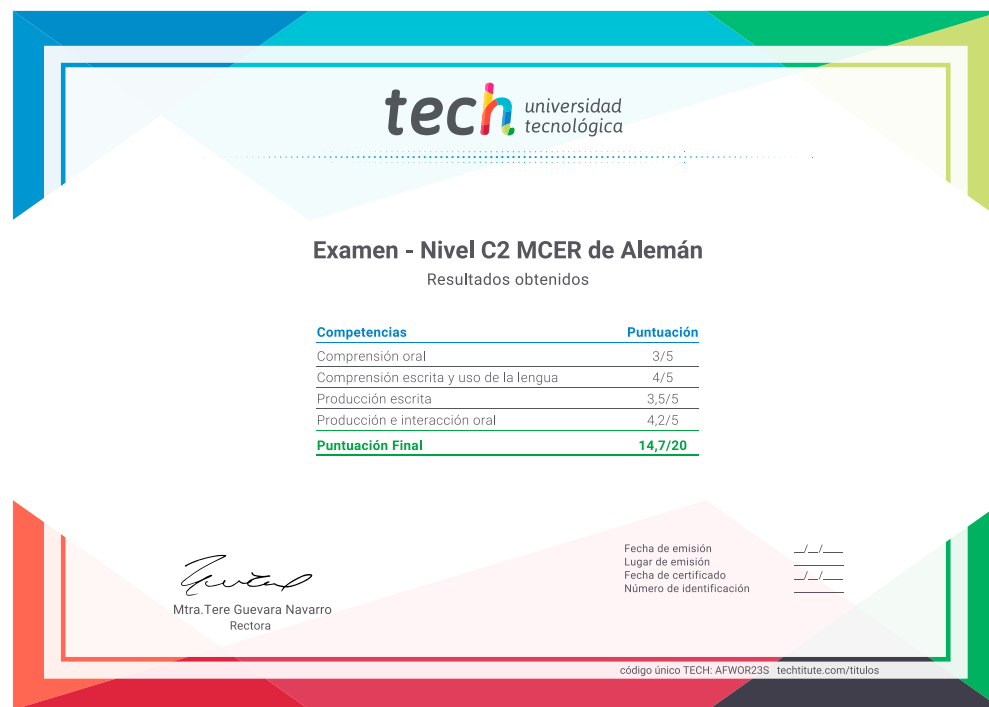 tech universidad
tecnológica
Examen - Nivel C2 MCER de Alemán
Resultados obtenidos
Competencias Puntuación
Comprensión oral 3/5
Comprensión escrita y uso de la lengua 4/5
Producción escrita 3,5/5
Producción e interacción oral 4,2/5
Puntuación Final 14,7/20
Fecha de emisión __/__/____
Lugar de emisión
Fecha de certificado __/__/____
Número de identificación
Mtra.Tere Guevara Navarro
Rectora
código único TECH: AFWOR23S techtitute.com/titulos